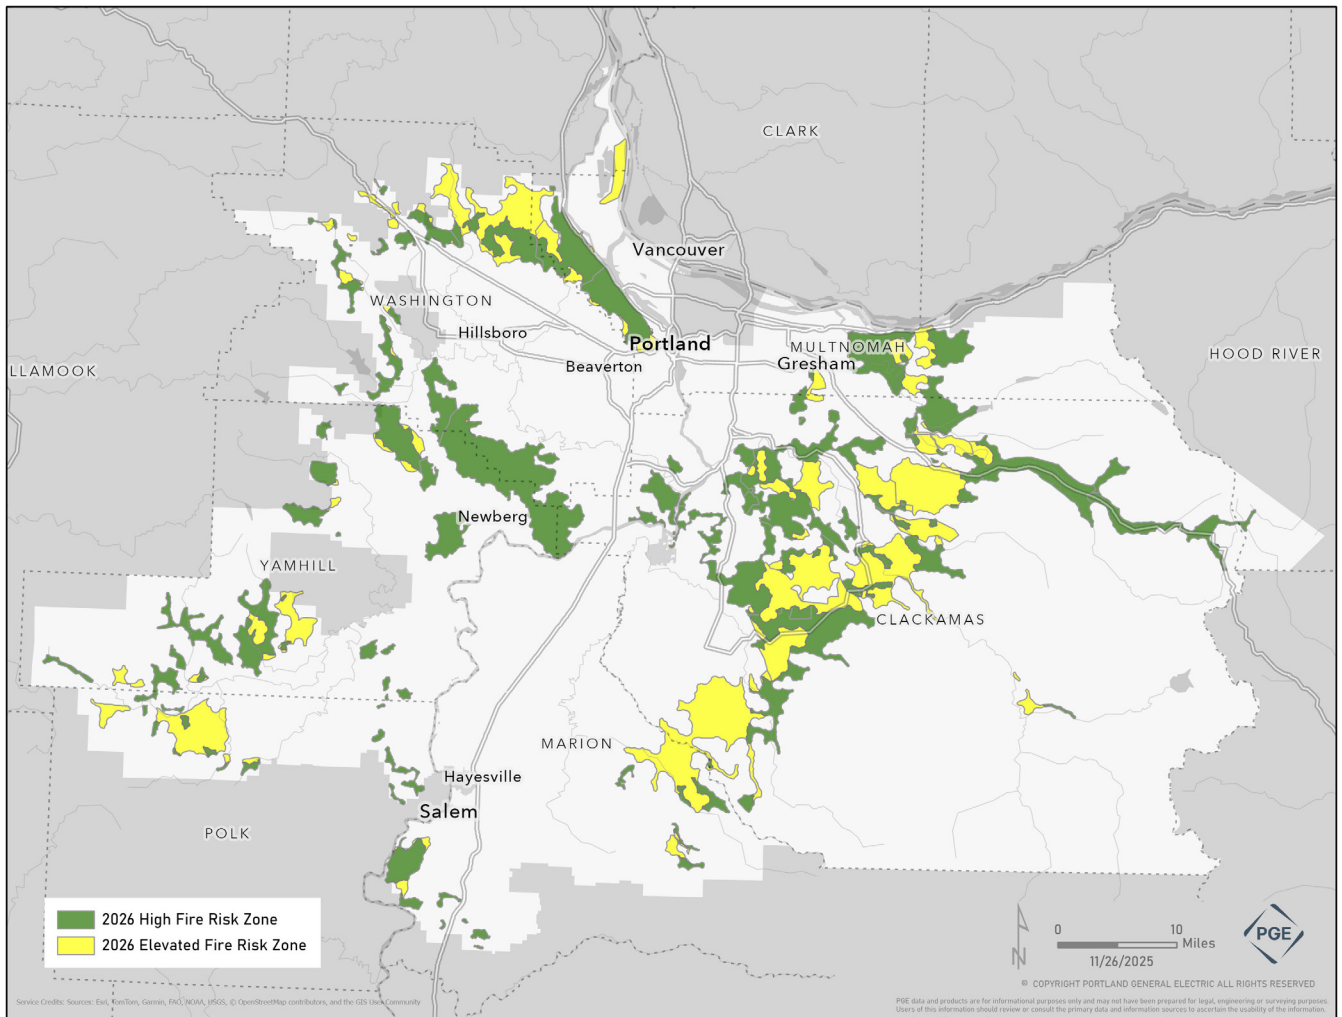 CLARK
Vancouver
WASHINGTON
Hillsboro
Portland
MULTNOMAH
Gresham
Beaverton
HOOD RIVER
LLAMOOK
Newberg
YAMHILL
CLACKAMAS
MARION
Hayesville
Salem
POLK
2026 High Fire Risk Zone
2026 Elevated Fire Risk Zone
N
0 10
Miles
11/26/2025
PGE
© COPYRIGHT PORTLAND GENERAL ELECTRIC ALL RIGHTS RESERVED
Service Credits: Sources: Esri, TomTom, Garmin, FAO, NOAA, USGS, © OpenStreetMap contributors, and the GIS User Community
PGE data and products are for informational purposes only and may not have been prepared for legal, engineering or surveying purposes.
Users of this information should review or consult the primary data and information sources to ascertain the usability of the information.